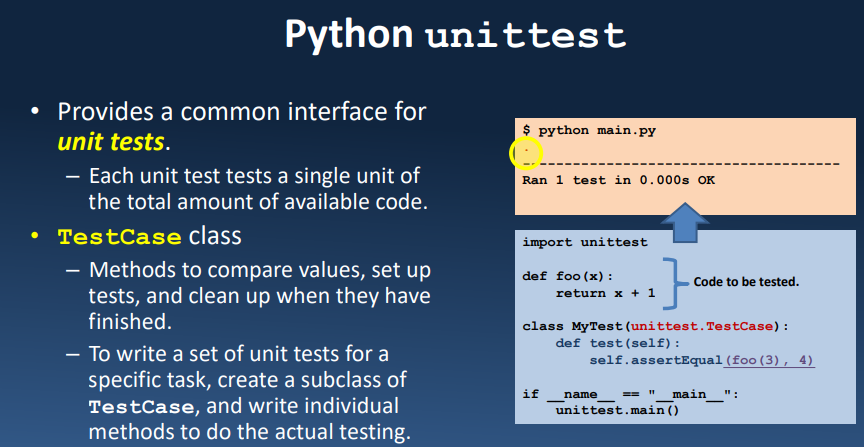 Python unittest
• Provides a common interface for
unit tests.
– Each unit test tests a single unit of
the total amount of available code.
• TestCase class
– Methods to compare values, set up
tests, and clean up when they have
finished.
– To write a set of unit tests for a
specific task, create a subclass of
TestCase, and write individual
methods to do the actual testing.
$ python main.py
.
----------------------------------------
Ran 1 test in 0.000s OK
import unittest
def foo(x):
    return x + 1
Code to be tested.
class MyTest(unittest.TestCase):
    def test(self):
        self.assertEqual(foo(3), 4)
if __name__ == "__main__":
    unittest.main()